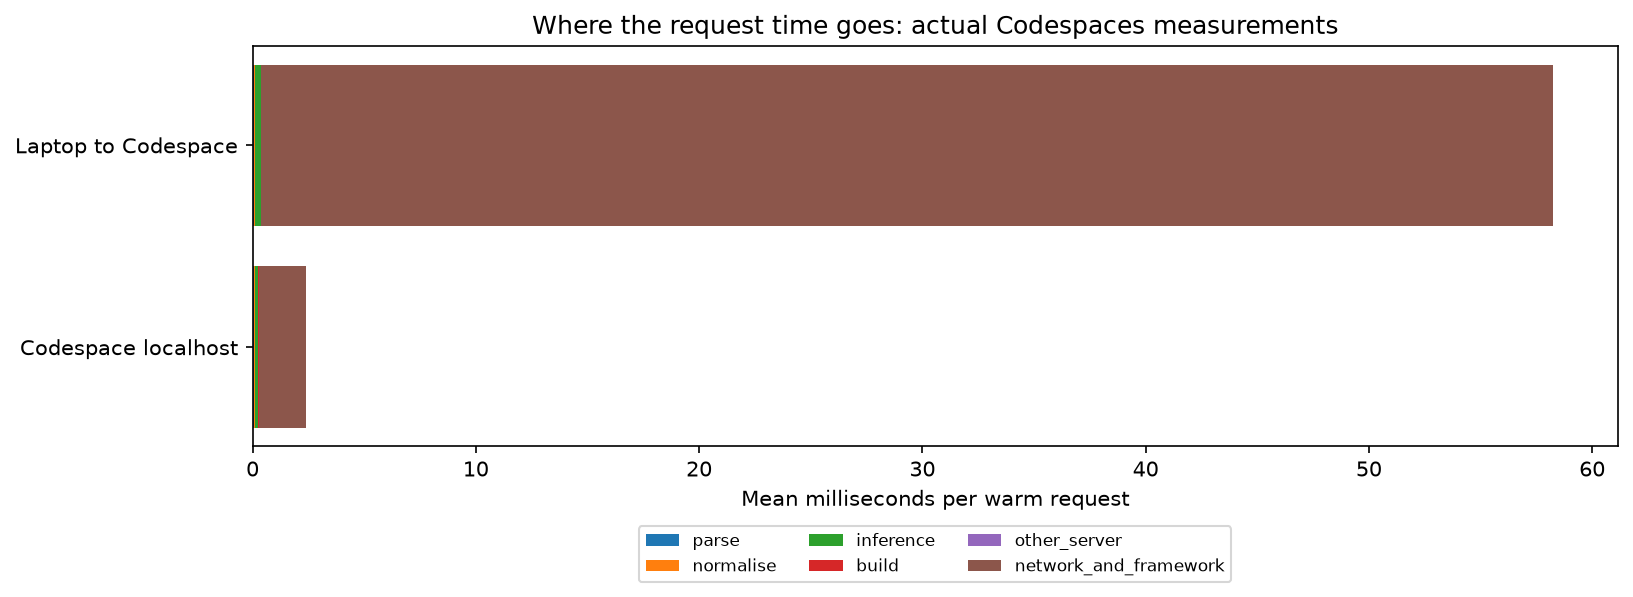 Where the request time goes: actual Codespaces measurements
Laptop to Codespace
Codespace localhost
0 10 20 30 40 50 60
Mean milliseconds per warm request
parse inference other_server
normalise build network_and_framework